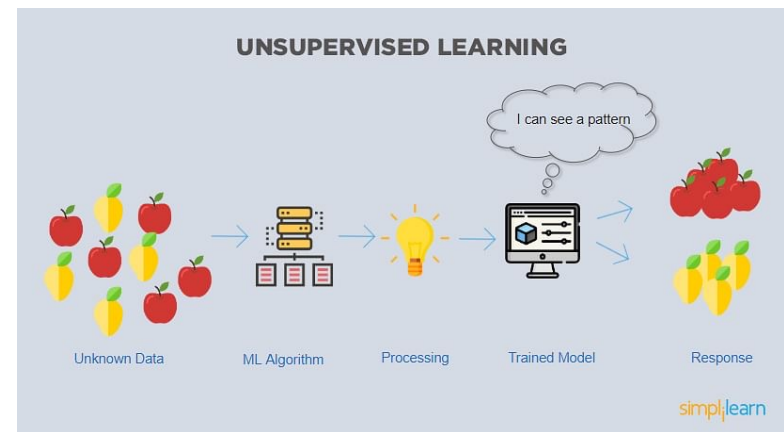 UNSUPERVISED LEARNING
I can see a pattern
Unknown Data
ML Algorithm
Processing
Trained Model
Response
simplilearn